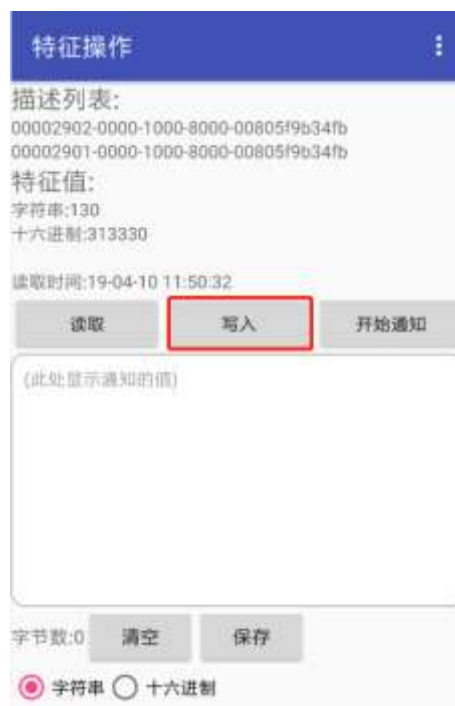 特征操作
描述列表:
00002902-0000-1000-8000-00805f9b34fb
00002901-0000-1000-8000-00805f9b34fb
特征值:
字符串:130
十六进制:313330
读取时间:19-04-10 11:50:32
读取 写入 开始通知
(此处显示通知的值)
字节数:0 清空 保存
字符串 十六进制